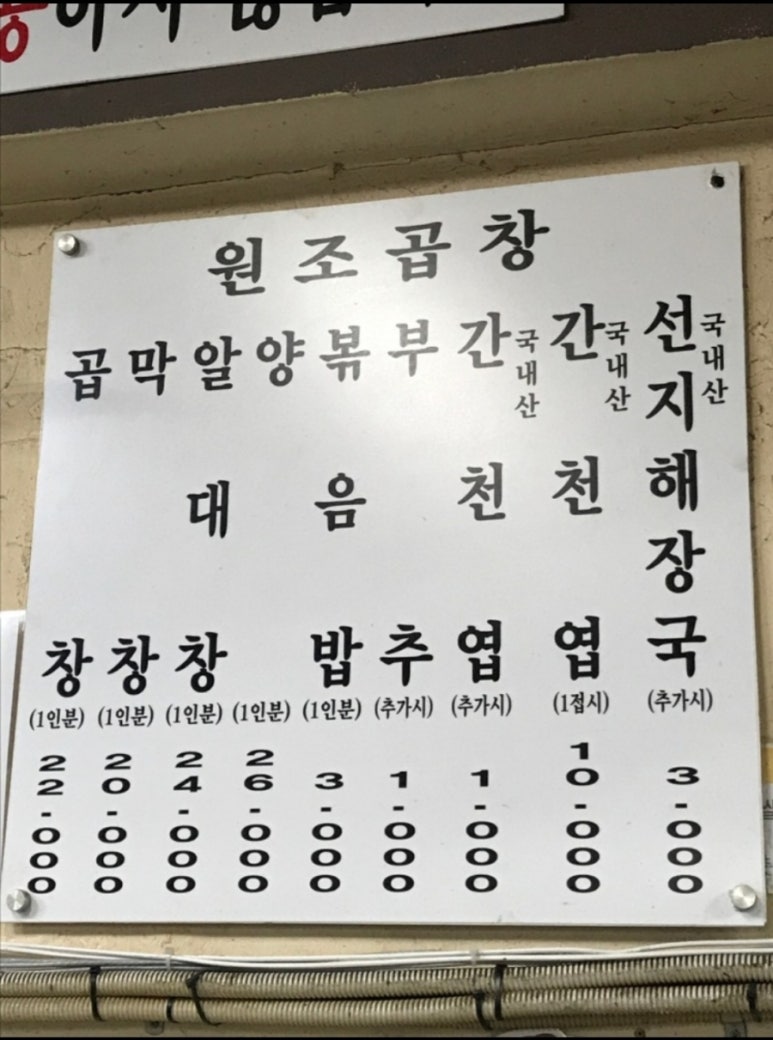 원조곱창
곱창 (1인분) 22-000
막창 (1인분) 20-000
알대창 (1인분) 24-000
양 (1인분) 26-000
볶음밥 (1인분) 3-000
부추 (추가시) 1-000
간천엽 국내산 (추가시) 1-000
간천엽 국내산 (1접시) 10-000
선지해장국 국내산 (추가시) 3-000